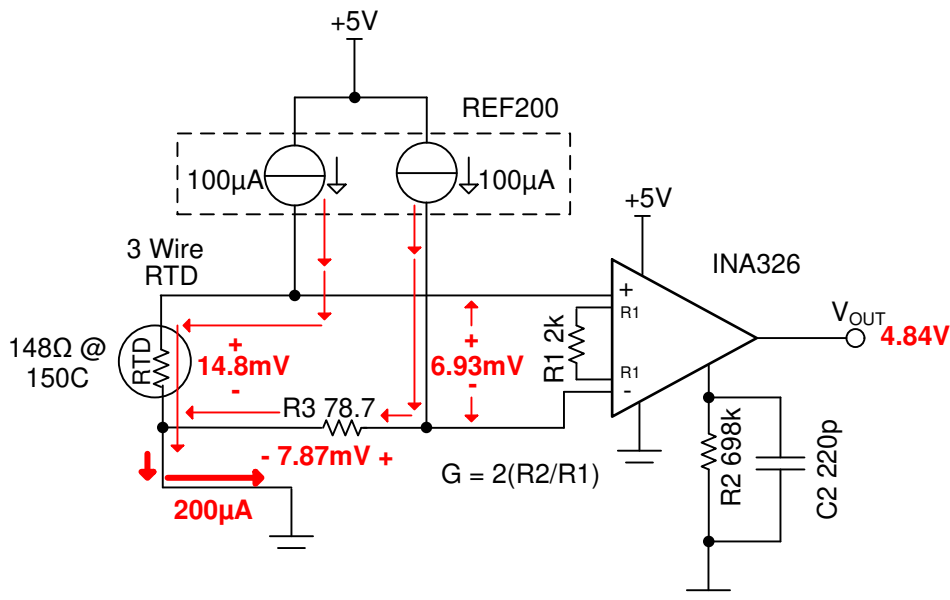 +5V
REF200
100µA
100µA
+5V
3 Wire
RTD
INA326
+
R1
R1 2k
R1
-
V_OUT
4.84V
148Ω @
150C
RTD
+
14.8mV
-
+
6.93mV
-
R3 78.7
- 7.87mV +
G = 2(R2/R1)
200µA
R2 698k
C2 220p